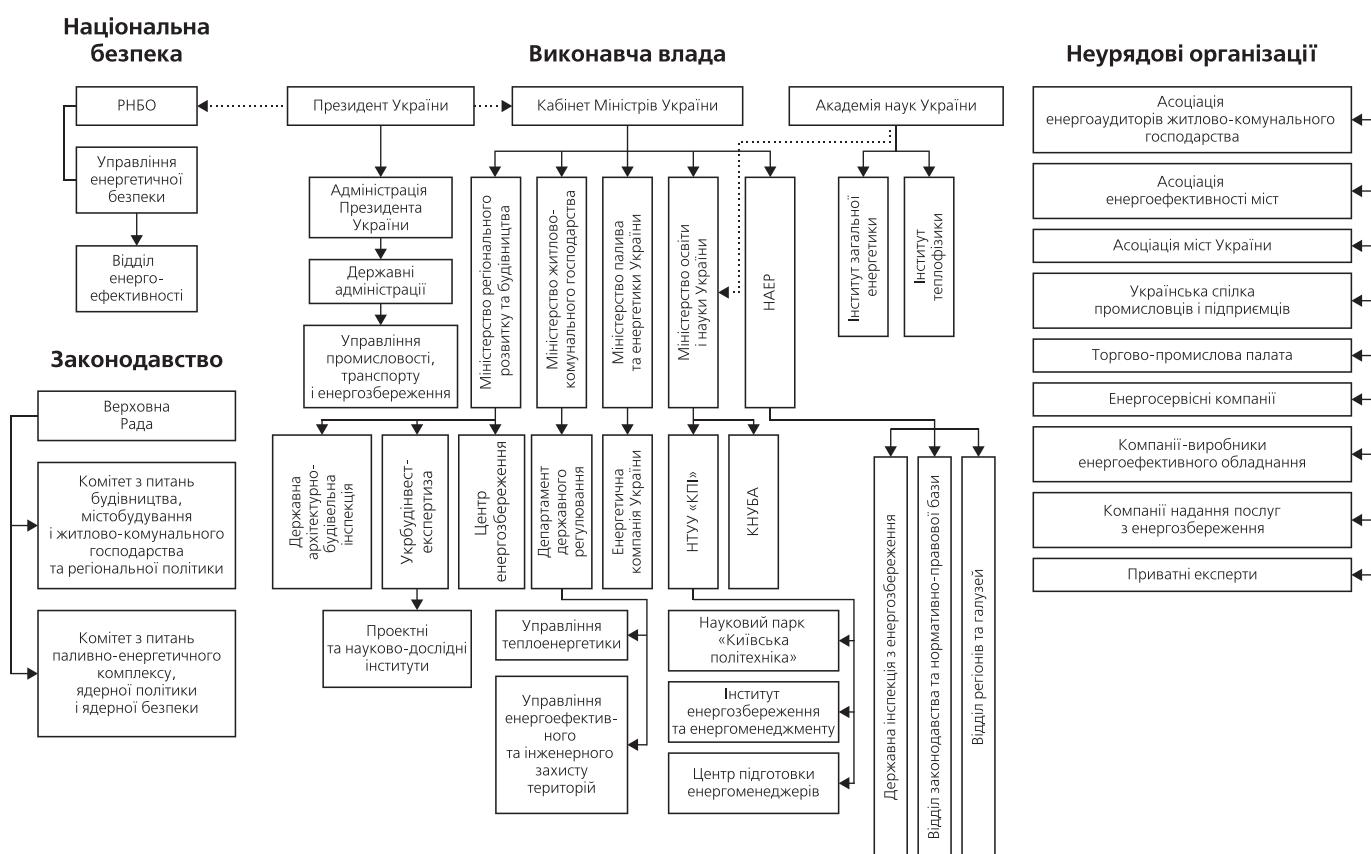 Національна
безпека
РНБО
Управління
енергетичної
безпеки
Відділ
енерго-
ефективності
Законодавство
Верховна
Рада
Комітет з питань
будівництва,
містобудування
і житлово-комунального
господарства
та регіональної політики
Комітет з питань
паливно-енергетичного
комплексу,
ядерної політики
і ядерної безпеки
Виконавча влада
Президент України
Кабінет Міністрів України
Академія наук України
Адміністрація
Президента
України
Державні
адміністрації
Управління
промисловості,
транспорту
і енергозбереження
Міністерство регіонального
розвитку та будівництва
Міністерство житлово-
комунального господарства
Міністерство палива
та енергетики України
Міністерство освіти
і науки України
НАЕР
Інститут загальної
енергетики
Інститут
теплофізики
Державна
архітектурно-
будівельна
інспекція
Укрбудінвест-
експертиза
Центр
енергозбереження
Департамент
державного
регулювання
Енергетична
компанія України
НТУУ «КПІ»
КНУБА
Державна інспекція з енергозбереження
Відділ законодавства та нормативно-правової бази
Відділ регіонів та галузей
Проектні
та науково-дослідні
інститути
Управління
теплоенергетики
Управління
енергоефектив-
ного
та інженерного
захисту
територій
Науковий парк
«Київська
політехніка»
Інститут
енергозбереження
та енергоменеджменту
Центр підготовки
енергоменеджерів
Неурядові організації
Асоціація
енергоаудиторів житлово-комунального
господарства
Асоціація
енергоефективності міст
Асоціація міст України
Українська спілка
промисловців і підприємців
Торгово-промислова палата
Енергосервісні компанії
Компанії-виробники
енергоефективного обладнання
Компанії надання послуг
з енергозбереження
Приватні експерти